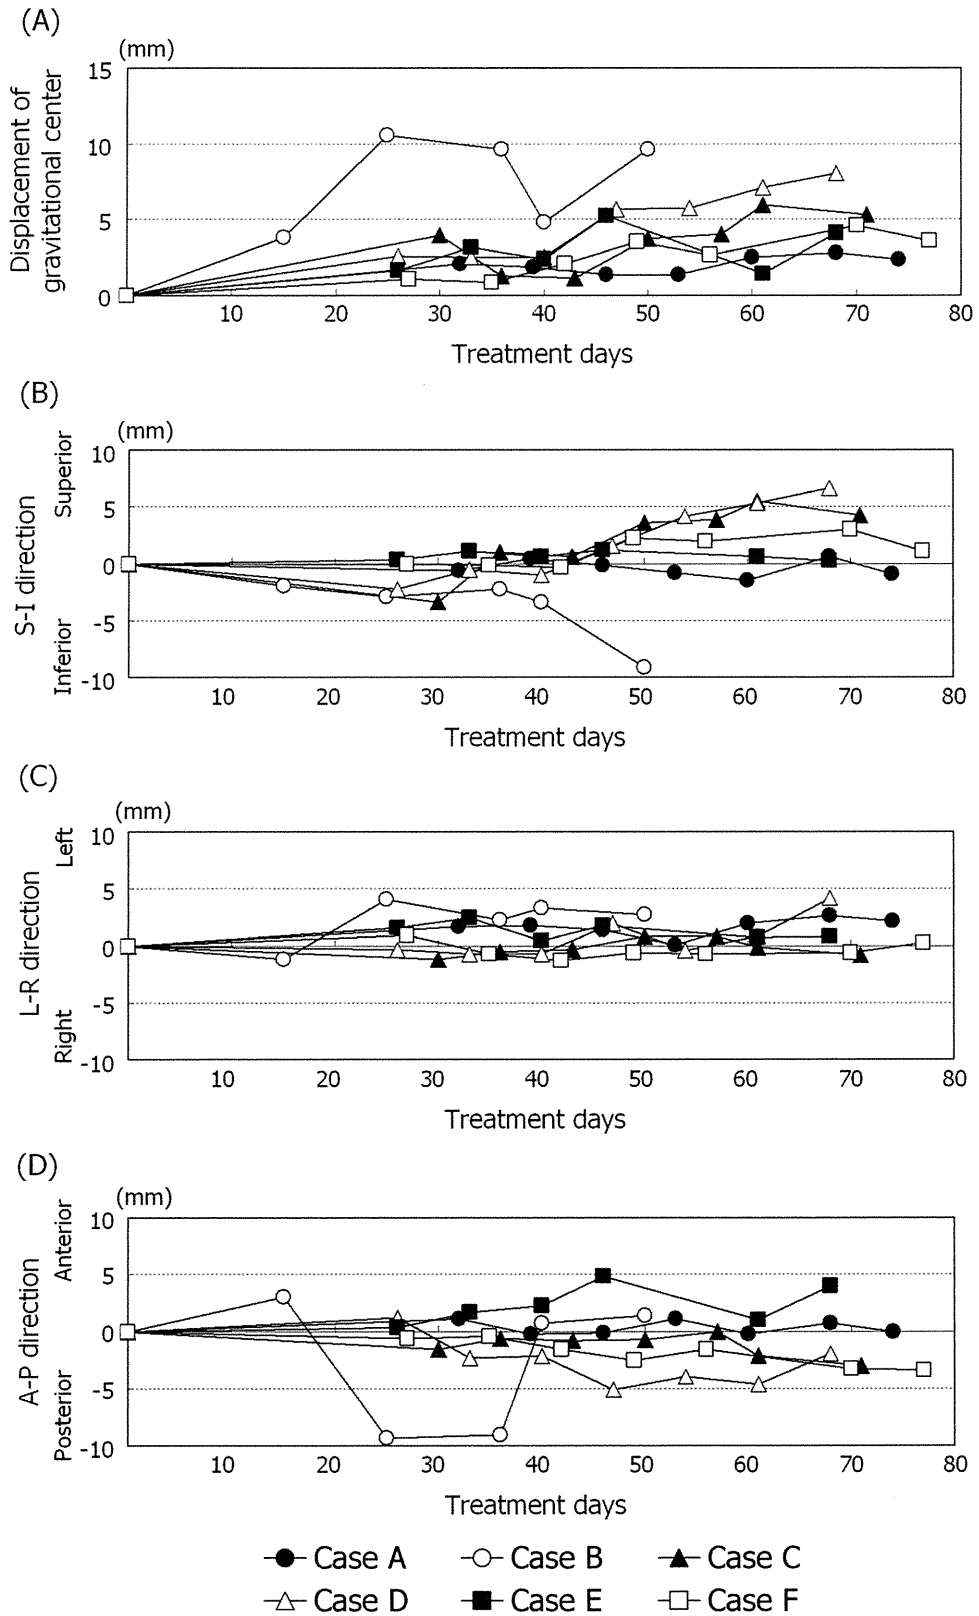 (A)
(mm)
Displacement of
gravitational center
15
10
5
0
10 20 30 40 50 60 70 80
Treatment days
(B)
(mm)
S-I direction
Superior
Inferior
10
5
0
-5
-10
10 20 30 40 50 60 70 80
Treatment days
(C)
(mm)
L-R direction
Left
Right
10
5
0
-5
-10
10 20 30 40 50 60 70 80
Treatment days
(D)
(mm)
A-P direction
Anterior
Posterior
10
5
0
-5
-10
10 20 30 40 50 60 70 80
Treatment days
Case A Case B Case C
Case D Case E Case F